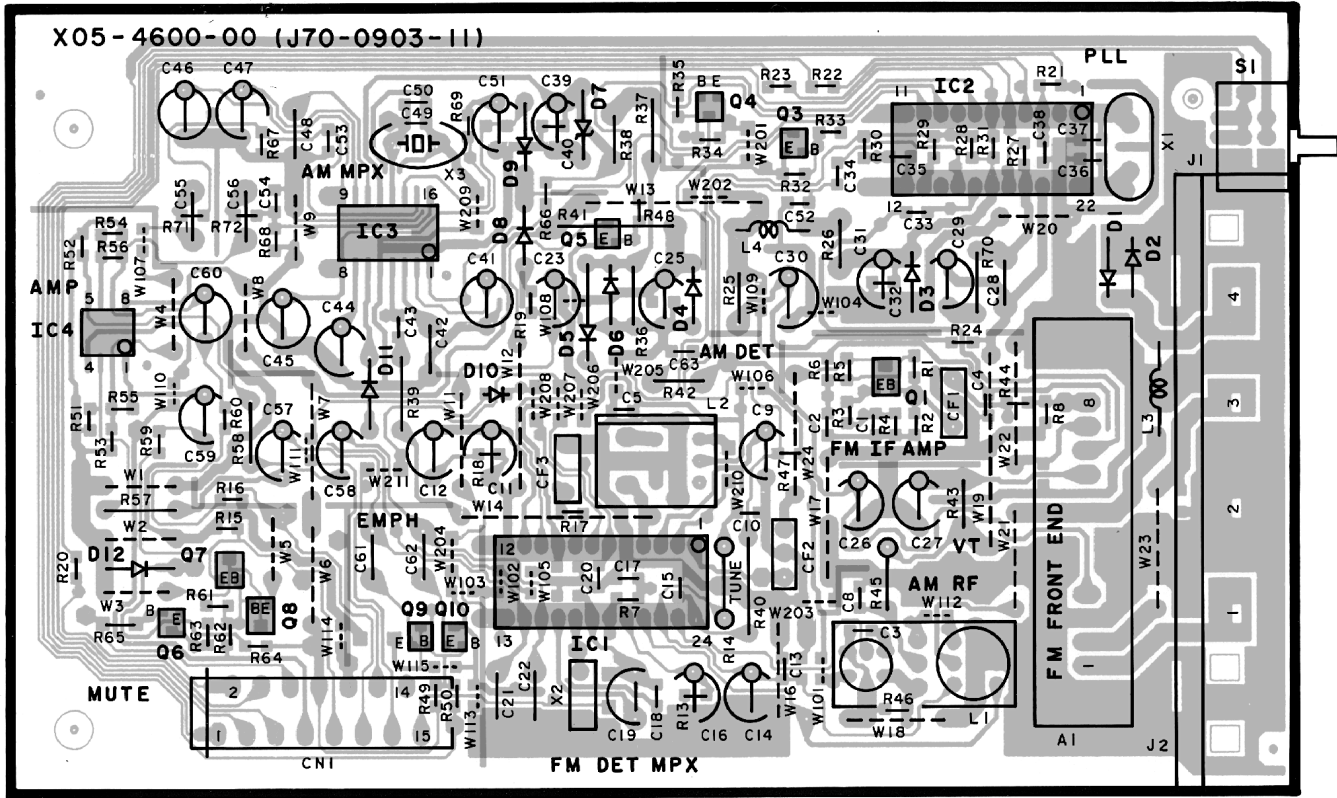 X05-4600-00 (J70-0903-11)
PLL
S1
C46 C47
C50
C49
R69
C51 C39
D7
R37
R35
BE
Q4
R23 R22
IC2
R21
11
1
R67
C48
C53
AM MPX
X3
D9
C40
R38
R34
W201
Q3
E B
R33
R30
R29
R28
R31
R27
C38
C37
C35
C36
X1
J1
C55
C56
C54
9
16
W209
R66
W13
W202
R32
C34
12
22
R54
R52
R56
W107
R71
R72
R68
W9
IC3
D8
R41
R48
Q5
E B
L4
C52
R26
C31
C33
C29
W20
D1
D2
8
1
AMP
5 8
IC4
4 1
W4
C60
W8
C45
C44
C43
C42
C41
R19
C23
W108
D5
D6
C25
R36
D4
R25
W109
C30
W104
C32
D3
R70
C28
R24
4
D11
R39
D10
W12
W205
C63
AM DET
W106
R42
R6
R5
EB
Q1
R1
C4
R44
W110
R55
R51
R53
R59
C59
R60
R58
C57
W7
W111
C58
W211
W11
C12
R18
C11
W14
W208
W207
W206
C5
L2
CF3
C9
R47
W24
C2
R3
C1
R4
R2
CF1
FM IF AMP
W22
R8
8
L3
3
W1
R57
W2
R16
R15
EMPH
R17
W210
C10
W17
C26
C27
R43
W19
VT
W21
W23
2
R20
D12
Q7
EB
W5
W6
C61
C62
W204
W103
12
1
W102
W105
C20
C17
R7
C15
TUNE
R40
CF2
W203
C8
R45
AM RF
W112
FM FRONT END
1
W3
B
E
R65
Q6
R61
R63
R62
BE
Q8
R64
W114
Q9 Q10
E B
E B
W115
13
IC1
24
R14
C3
MUTE
2
14
1
15
CN1
R49
R50
W113
C21
C22
X2
C19
C18
R13
C16
C14
W16
C13
W101
R46
W18
L1
1
A1
J2
FM DET MPX